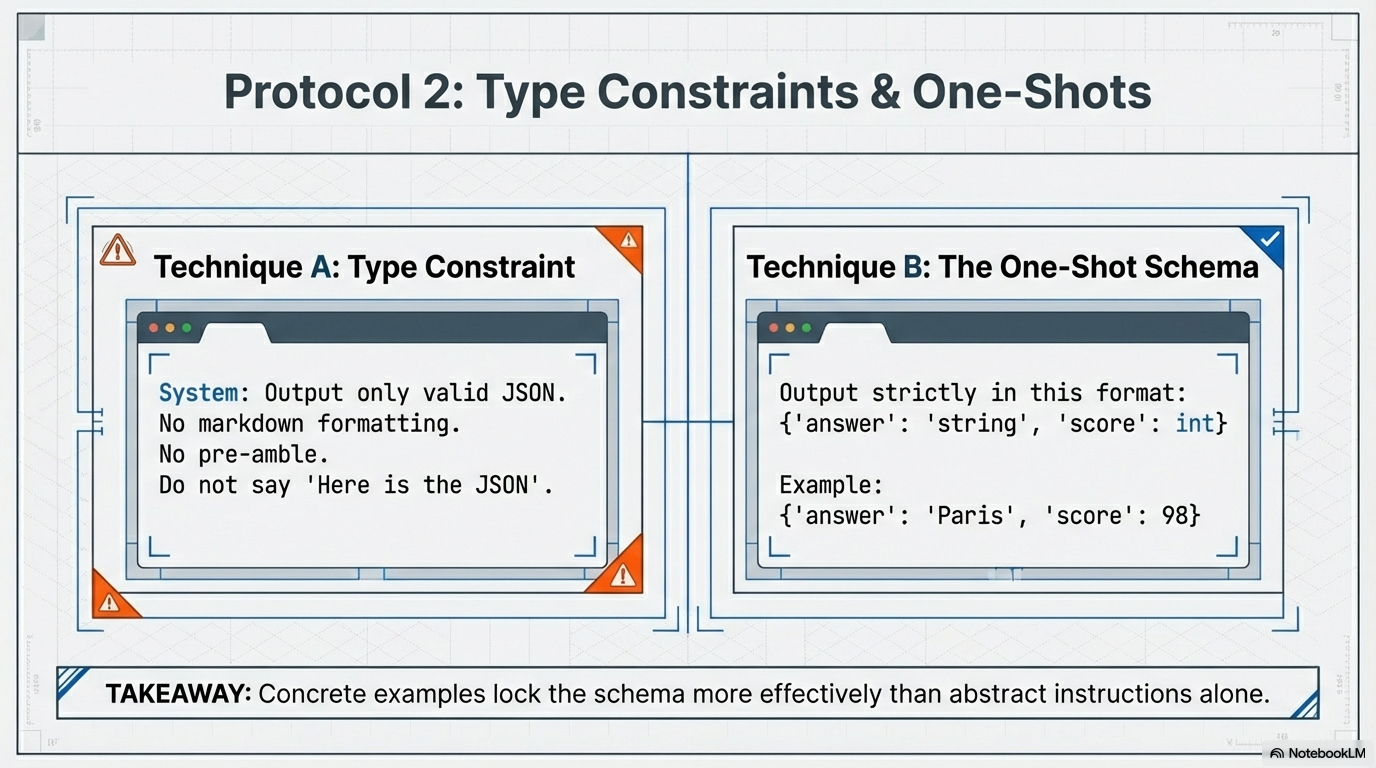 Protocol 2: Type Constraints & One-Shots
Technique A: Type Constraint
System: Output only valid JSON.
No markdown formatting.
No pre-amble.
Do not say 'Here is the JSON'.
Technique B: The One-Shot Schema
Output strictly in this format:
{'answer': 'string', 'score': int}
Example:
{'answer': 'Paris', 'score': 98}
TAKEAWAY: Concrete examples lock the schema more effectively than abstract instructions alone.
NotebookLM